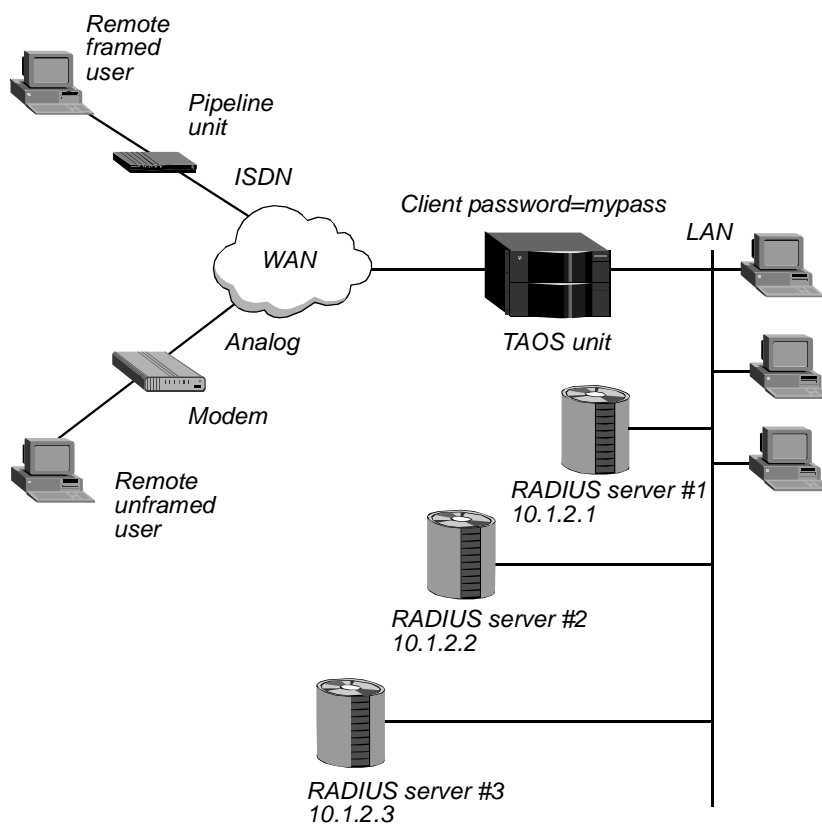 Remote
framed
user
Pipeline
unit
ISDN
Client password=mypass
LAN
WAN
Analog
TAOS unit
Modem
Remote
unframed
user
RADIUS server #1
10.1.2.1
RADIUS server #2
10.1.2.2
RADIUS server #3
10.1.2.3